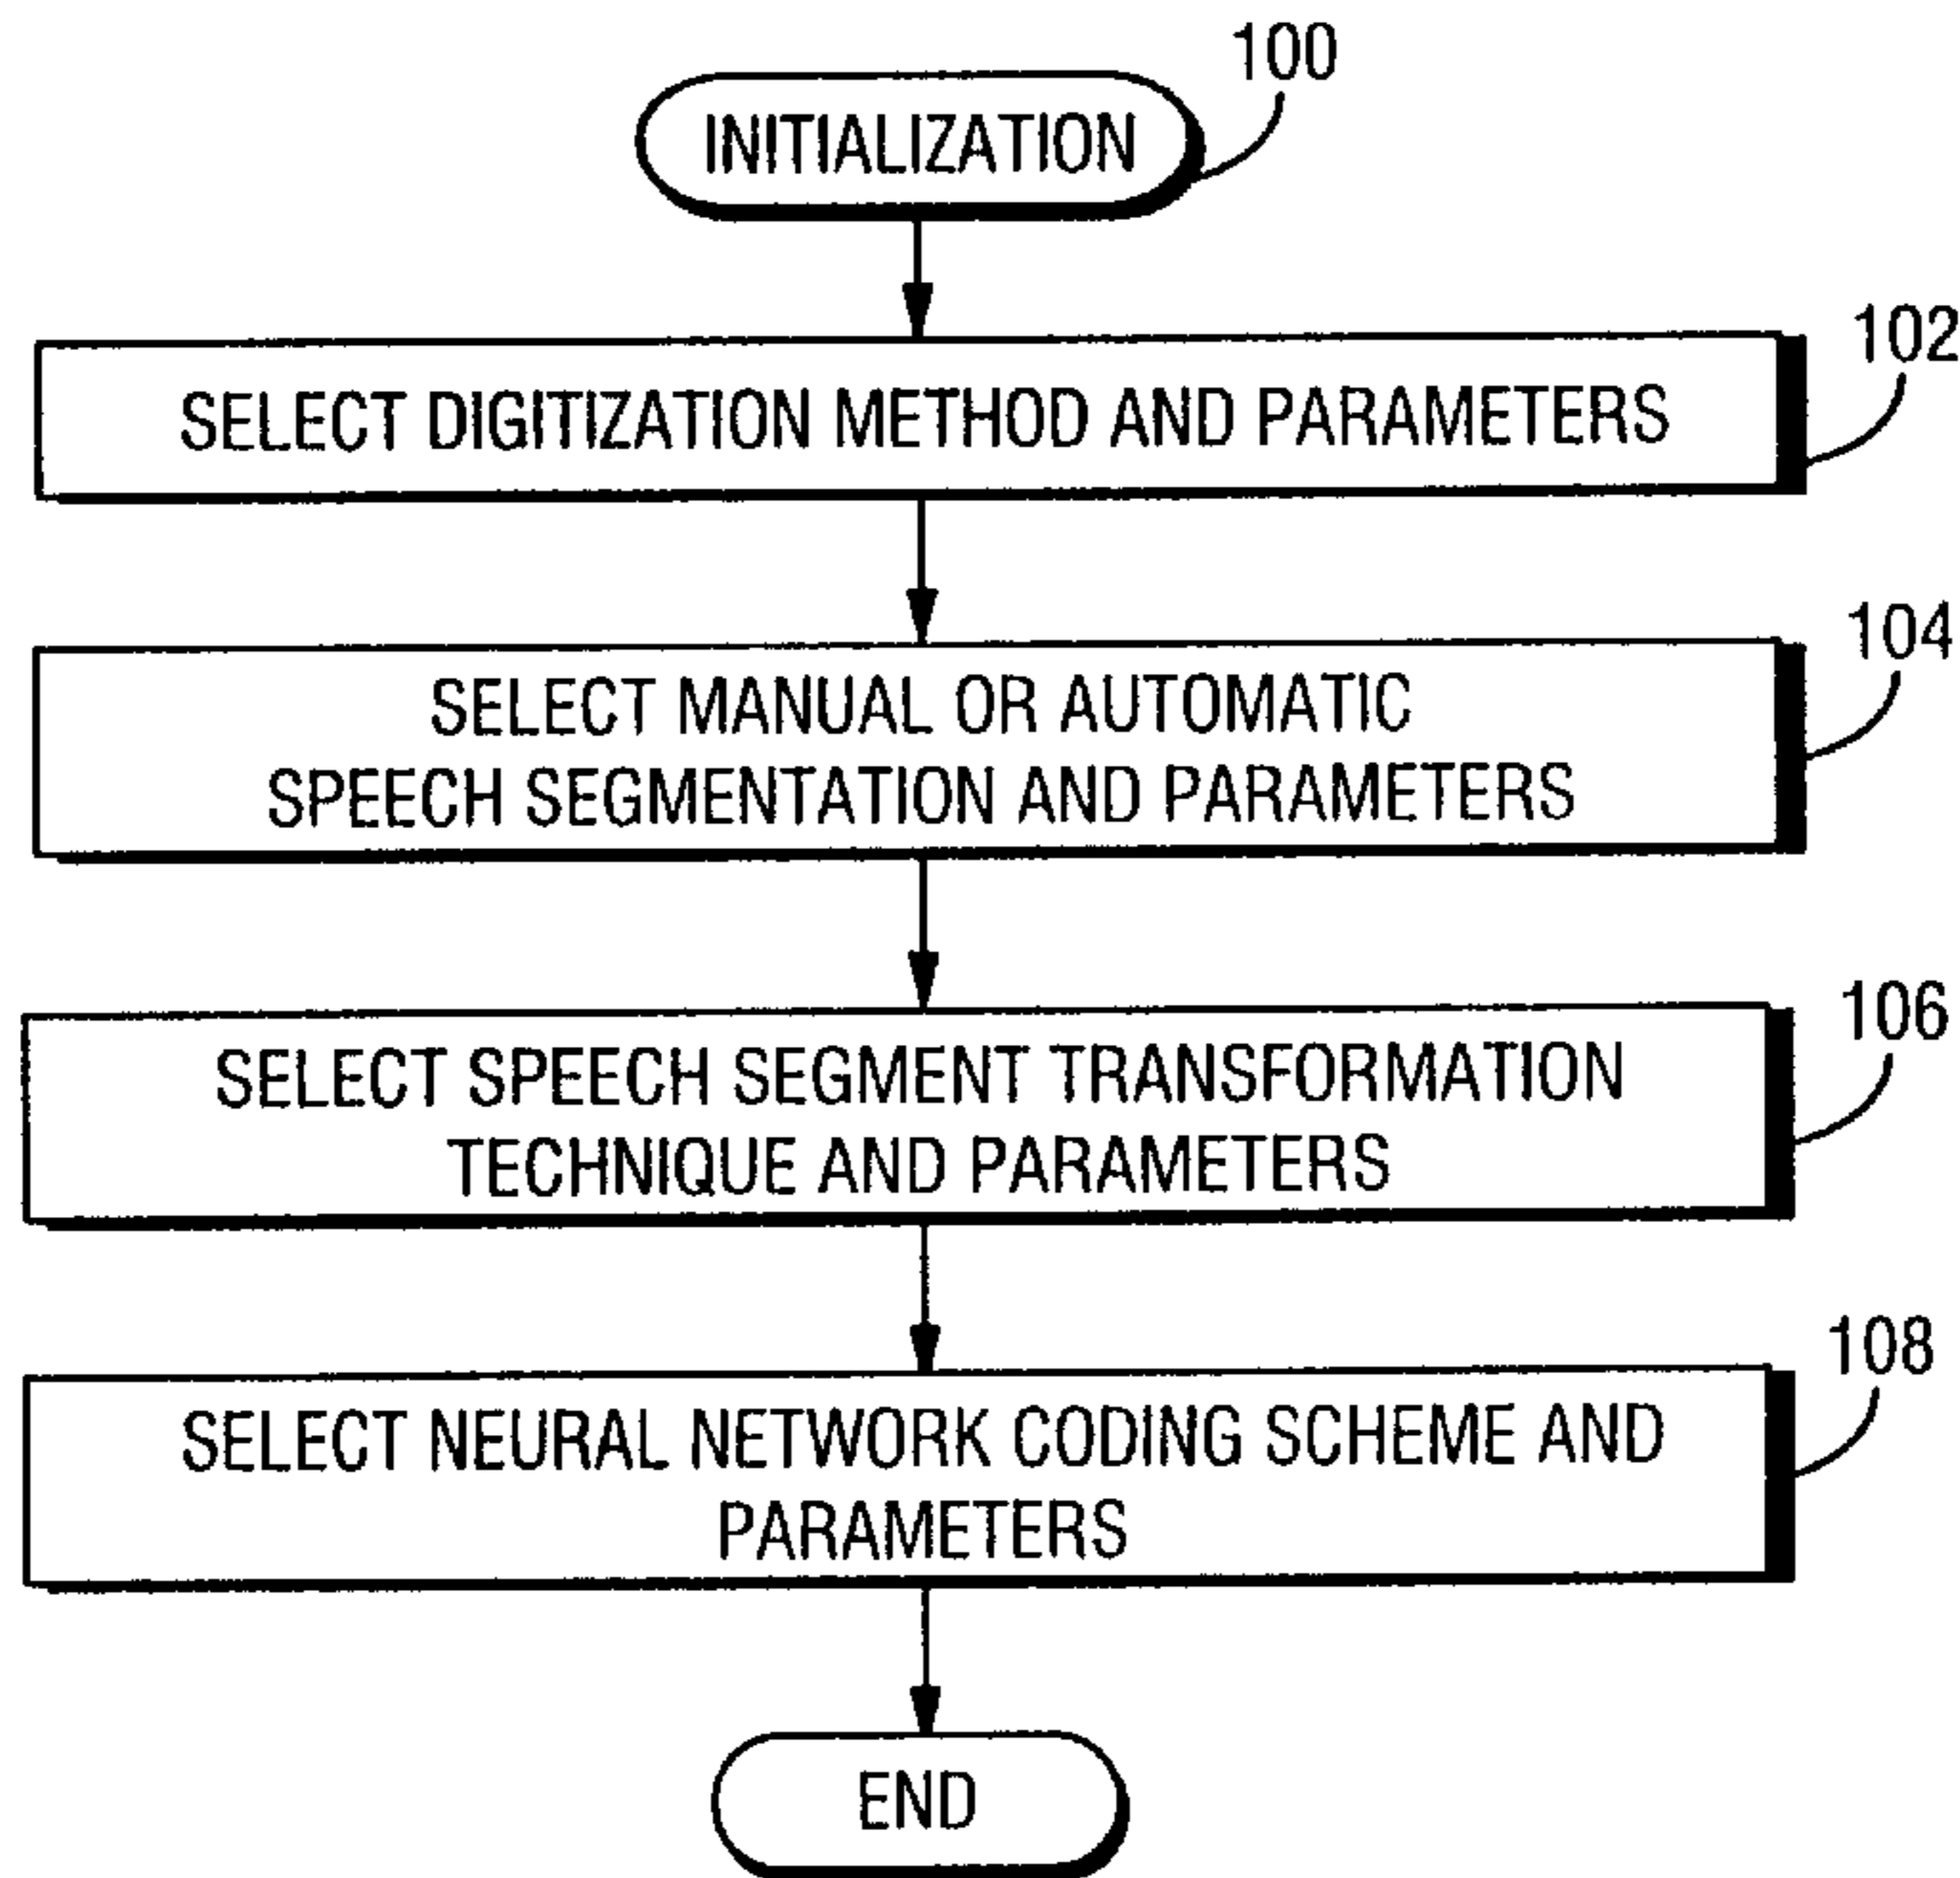 100
INITIALIZATION
102
SELECT DIGITIZATION METHOD AND PARAMETERS
104
SELECT MANUAL OR AUTOMATIC
SPEECH SEGMENTATION AND PARAMETERS
106
SELECT SPEECH SEGMENT TRANSFORMATION
TECHNIQUE AND PARAMETERS
108
SELECT NEURAL NETWORK CODING SCHEME AND
PARAMETERS
END